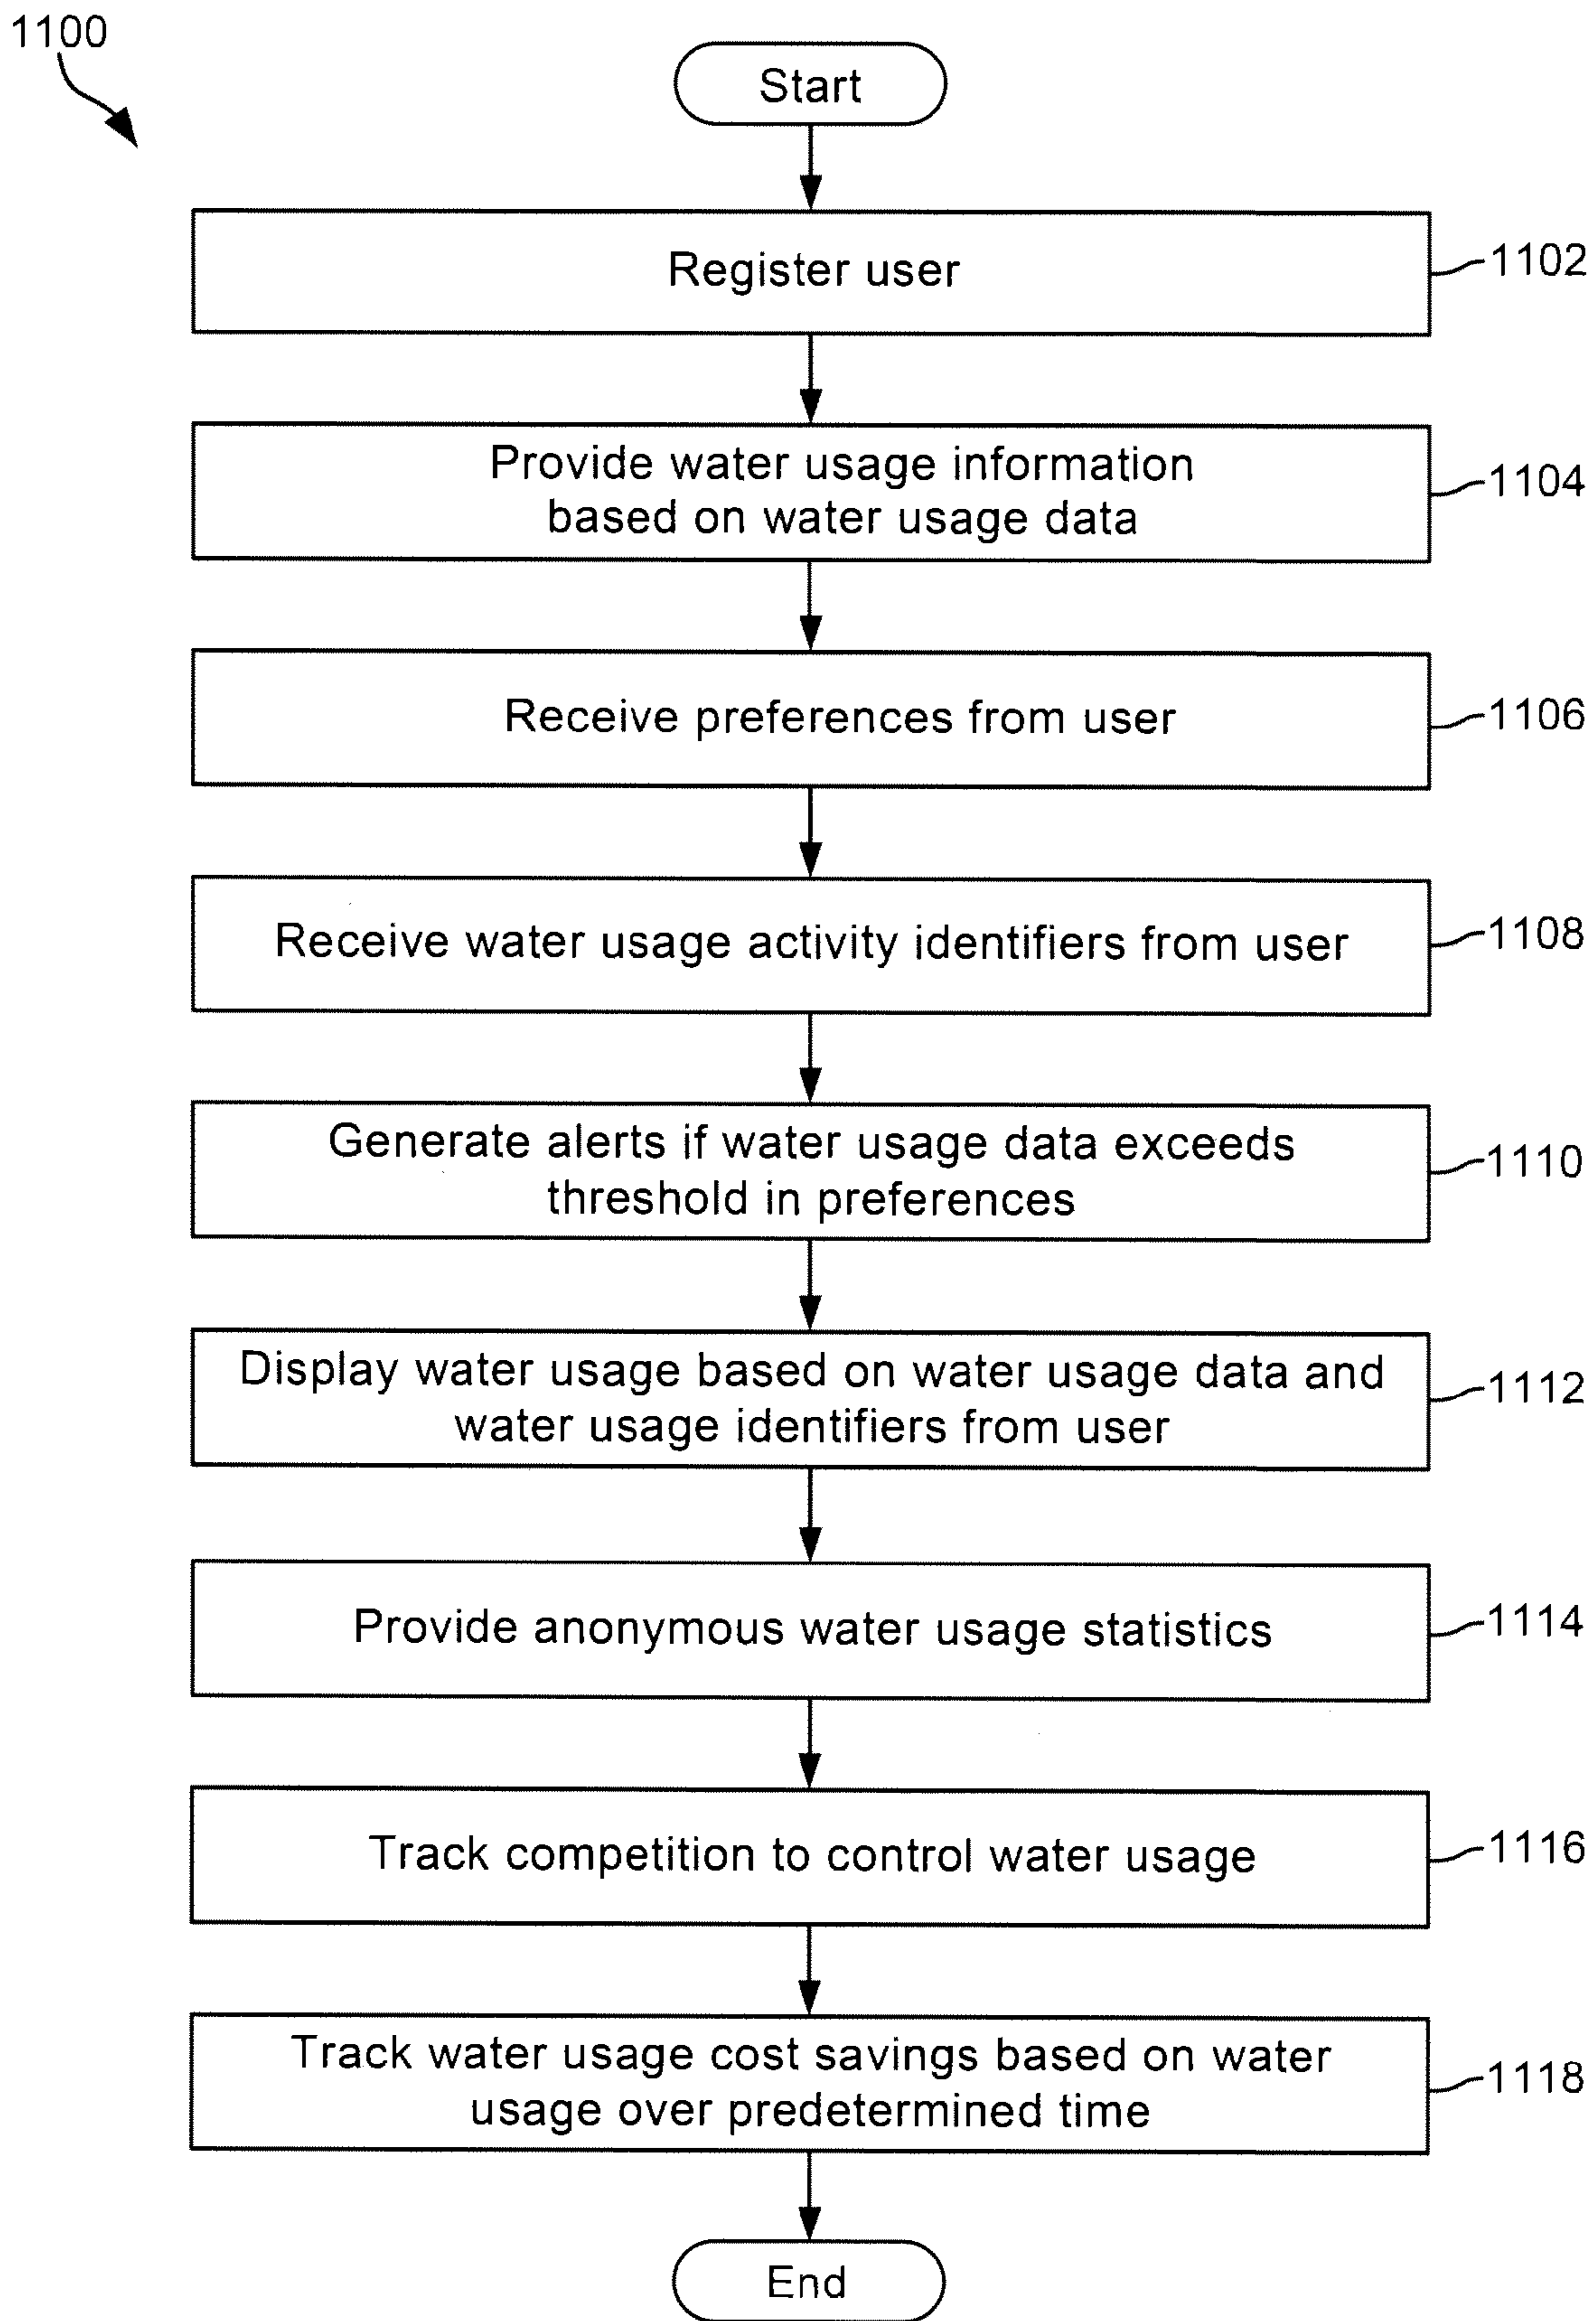 1100
Start
Register user
1102
Provide water usage information
based on water usage data
1104
Receive preferences from user
1106
Receive water usage activity identifiers from user
1108
Generate alerts if water usage data exceeds
threshold in preferences
1110
Display water usage based on water usage data and
water usage identifiers from user
1112
Provide anonymous water usage statistics
1114
Track competition to control water usage
1116
Track water usage cost savings based on water
usage over predetermined time
1118
End